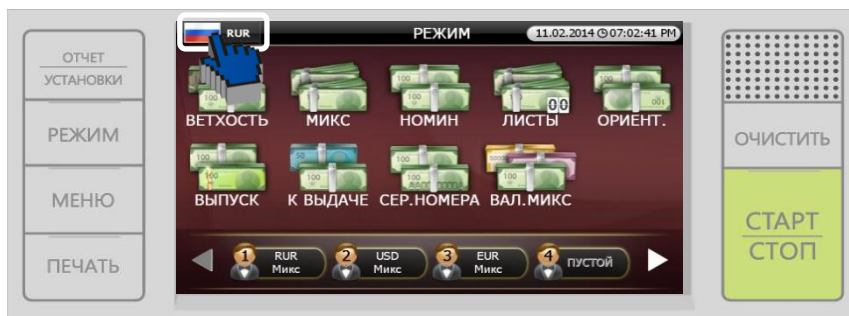 ОТЧЕТ
УСТАНОВКИ
РЕЖИМ
МЕНЮ
ПЕЧАТЬ
RUR РЕЖИМ 11.02.2014 07:02:41 PM
ВЕТХОСТЬ МИКС НОМИН ЛИСТЫ ОРИЕНТ.
ВЫПУСК К ВЫДАЧЕ СЕР.НОМЕРА ВАЛ.МИКС
1 RUR Микс 2 USD Микс 3 EUR Микс 4 ПУСТОЙ
ОЧИСТИТЬ
СТАРТ
СТОП